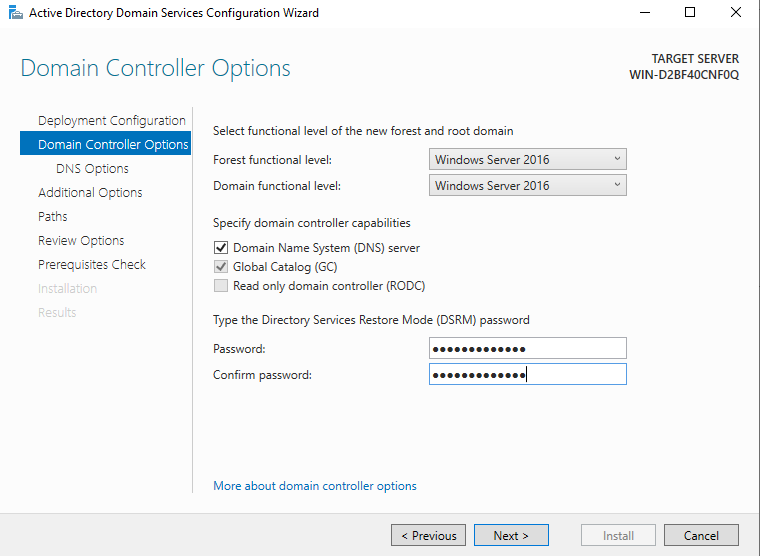 Active Directory Domain Services Configuration Wizard
Domain Controller Options
TARGET SERVER
WIN-D2BF40CNF0Q
Deployment Configuration
Domain Controller Options
DNS Options
Additional Options
Paths
Review Options
Prerequisites Check
Installation
Results
Select functional level of the new forest and root domain
Forest functional level: Windows Server 2016
Domain functional level: Windows Server 2016
Specify domain controller capabilities
Domain Name System (DNS) server
Global Catalog (GC)
Read only domain controller (RODC)
Type the Directory Services Restore Mode (DSRM) password
Password: ●●●●●●●●●●●●●
Confirm password: ●●●●●●●●●●●●●
More about domain controller options
< Previous Next > Install Cancel